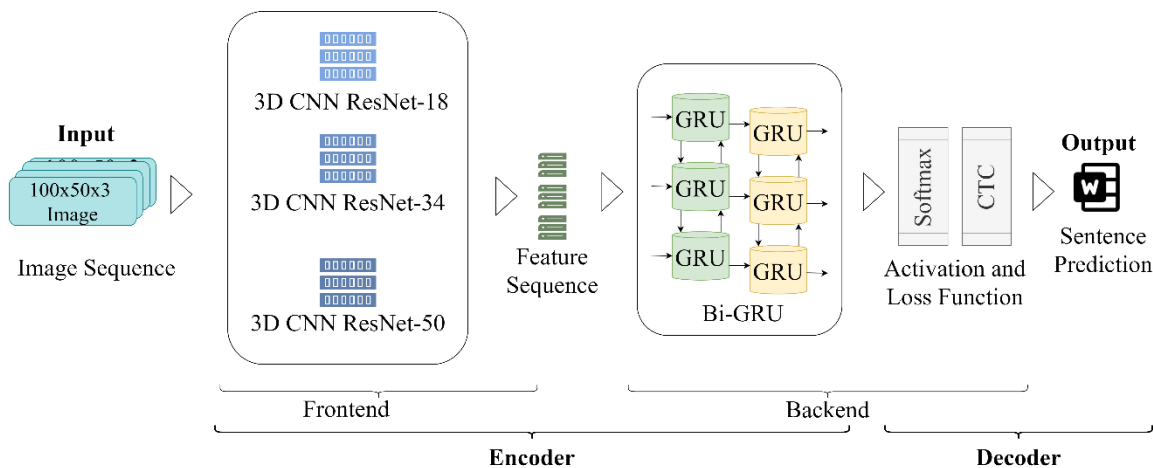 Input
100x50x3
Image
Image Sequence
3D CNN ResNet-18
3D CNN ResNet-34
3D CNN ResNet-50
Feature
Sequence
GRU
GRU
GRU
GRU
GRU
GRU
Bi-GRU
Softmax
CTC
Activation and
Loss Function
Output
W
Sentence
Prediction
Frontend
Backend
Encoder
Decoder